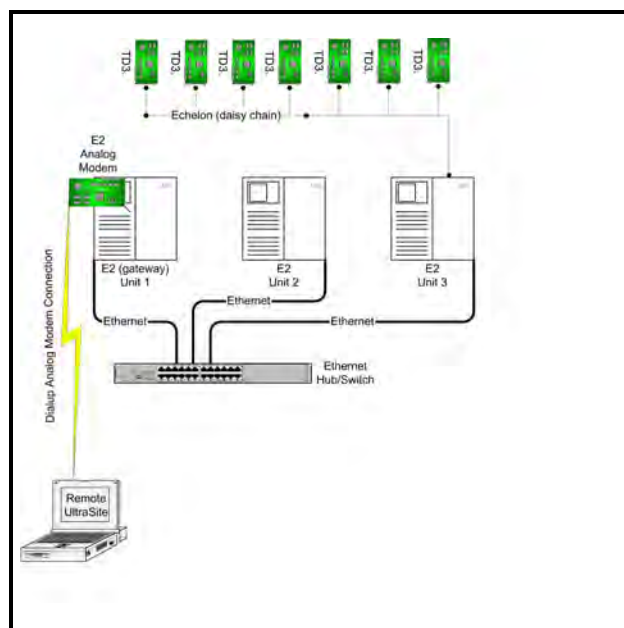 TD3.
TD3.
TD3.
TD3.
TD3.
TD3.
TD3.
Echelon (daisy chain)
E2
Analog
Modem
E2 (gateway)
Unit 1
E2
Unit 2
E2
Unit 3
Ethernet
Ethernet
Ethernet
Ethernet
Hub/Switch
Dialup Analog Modem Connection
Remote
UltraSite